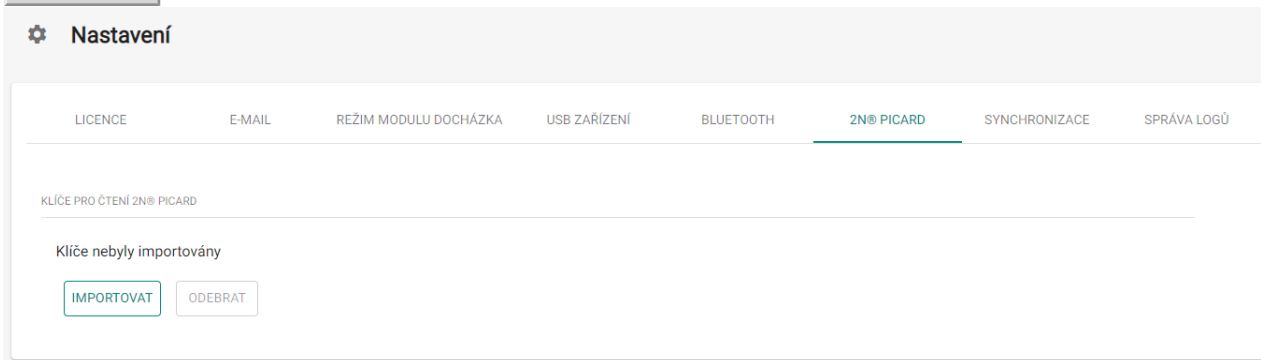 Nastavení
LICENCE E-MAIL REŽIM MODULU DOCHÁZKA USB ZAŘÍZENÍ BLUETOOTH 2N® PICARD SYNCHRONIZACE SPRÁVA LOGŮ
KLÍČE PRO ČTENÍ 2N® PICARD
Klíče nebyly importovány
IMPORTOVAT ODEBRAT